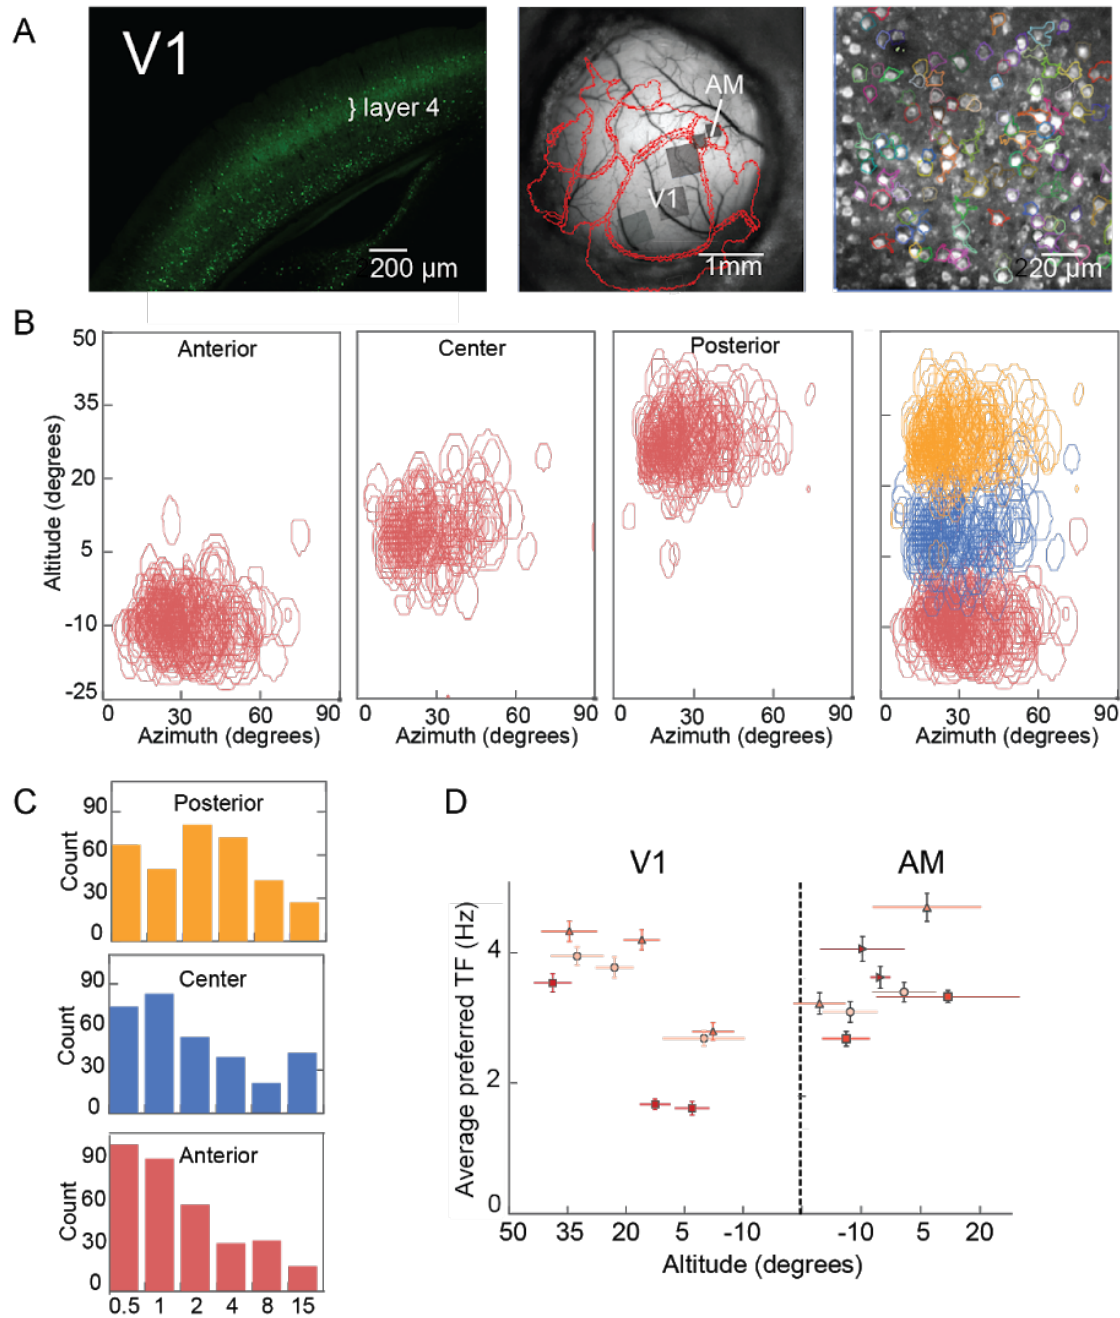 A
V1
} layer 4
200 µm
AM
V1
1mm
220 µm
B
Anterior
Center
Posterior
Altitude (degrees)
50
35
20
5
-10
-25
0 30 60 90
0 30 60 90
0 30 60 90
0 30 60 90
Azimuth (degrees)
Azimuth (degrees)
Azimuth (degrees)
Azimuth (degrees)
C
Posterior
Count
90
60
30
0
Center
Count
90
60
30
0
Anterior
Count
90
60
30
0
0.5 1 2 4 8 15
D
V1
AM
Average preferred TF (Hz)
4
2
0
50 35 20 5 -10
-10 5 20
Altitude (degrees)